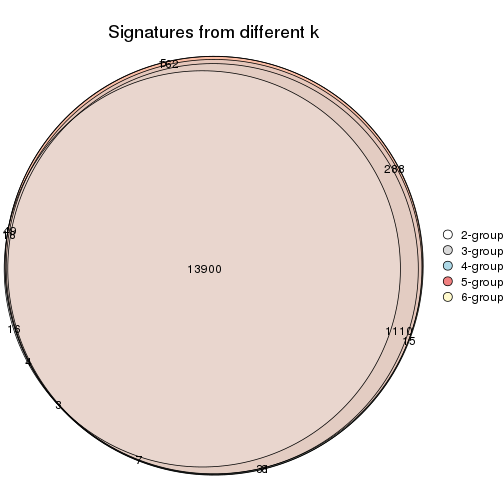 Signatures from different k
562
288
49
18
13900
2-group
3-group
4-group
5-group
6-group
16
1110
15
4
3
7